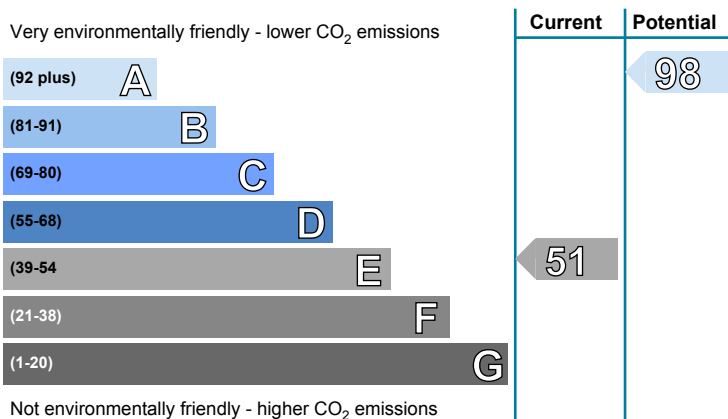 Current Potential
Very environmentally friendly - lower CO₂ emissions
(92 plus) A 98
(81-91) B
(69-80) C
(55-68) D
(39-54 E 51
(21-38) F
(1-20) G
Not environmentally friendly - higher CO₂ emissions